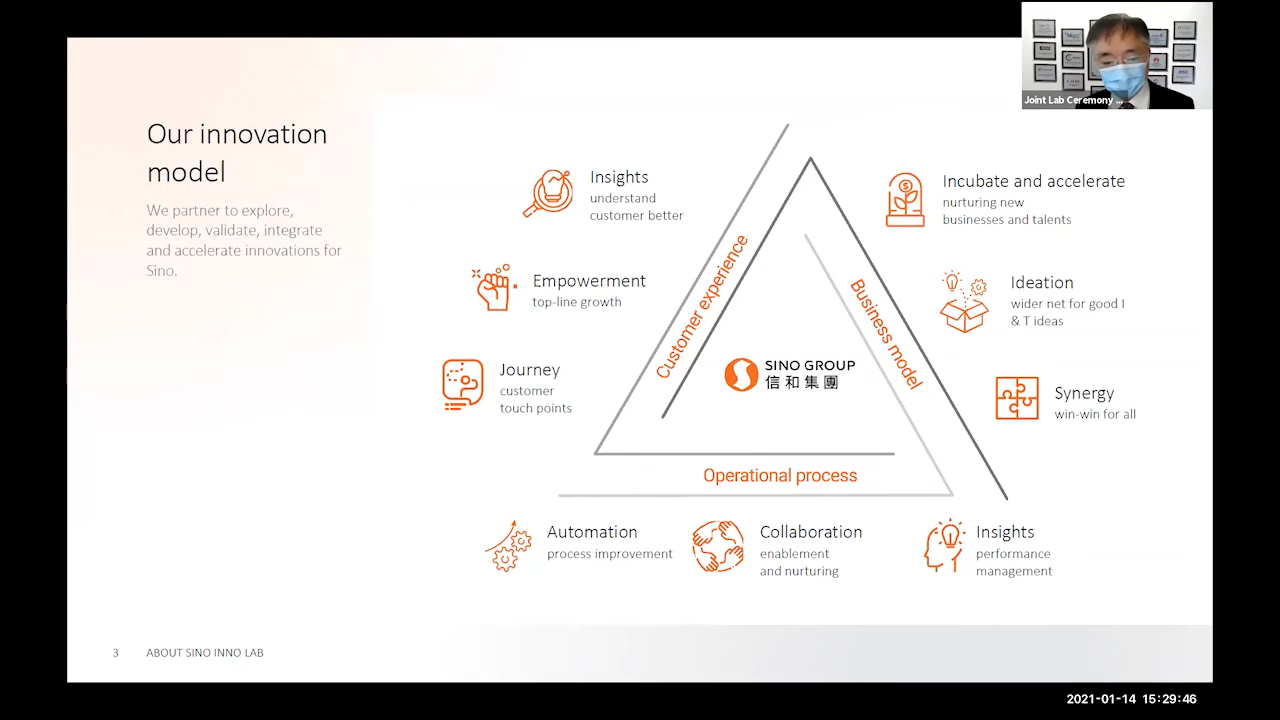 Joint Lab Ceremony ...
Our innovation
model
We partner to explore,
develop, validate, integrate
and accelerate innovations for
Sino.
Insights
understand
customer better
Empowerment
top-line growth
Journey
customer
touch points
Customer experience
Business model
SINO GROUP
信和集團
Operational process
Incubate and accelerate
nurturing new
businesses and talents
Ideation
wider net for good I
& T ideas
Synergy
win-win for all
Automation
process improvement
Collaboration
enablement
and nurturing
Insights
performance
management
3
ABOUT SINO INNO LAB
2021-01-14 15:29:46